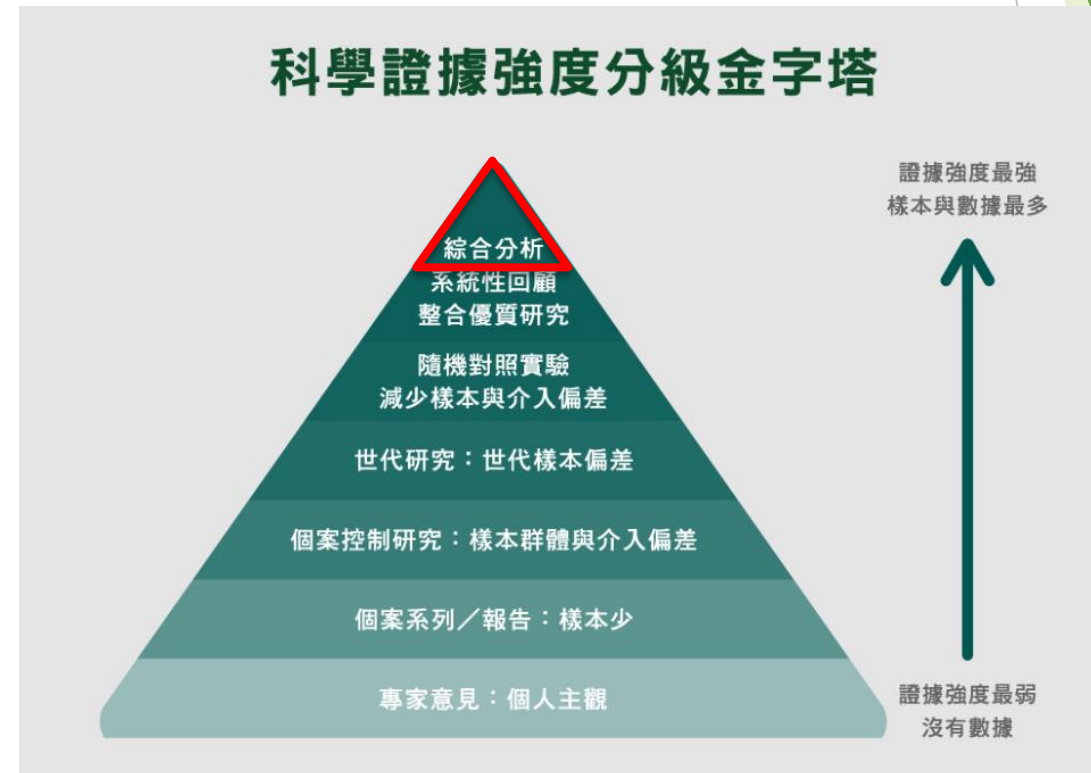 科學證據強度分級金字塔
證據強度最強
樣本與數據最多
綜合分析
系統性回顧
整合優質研究
隨機對照實驗
減少樣本與介入偏差
世代研究：世代樣本偏差
個案控制研究：樣本群體與介入偏差
個案系列／報告：樣本少
專家意見：個人主觀
證據強度最弱
沒有數據